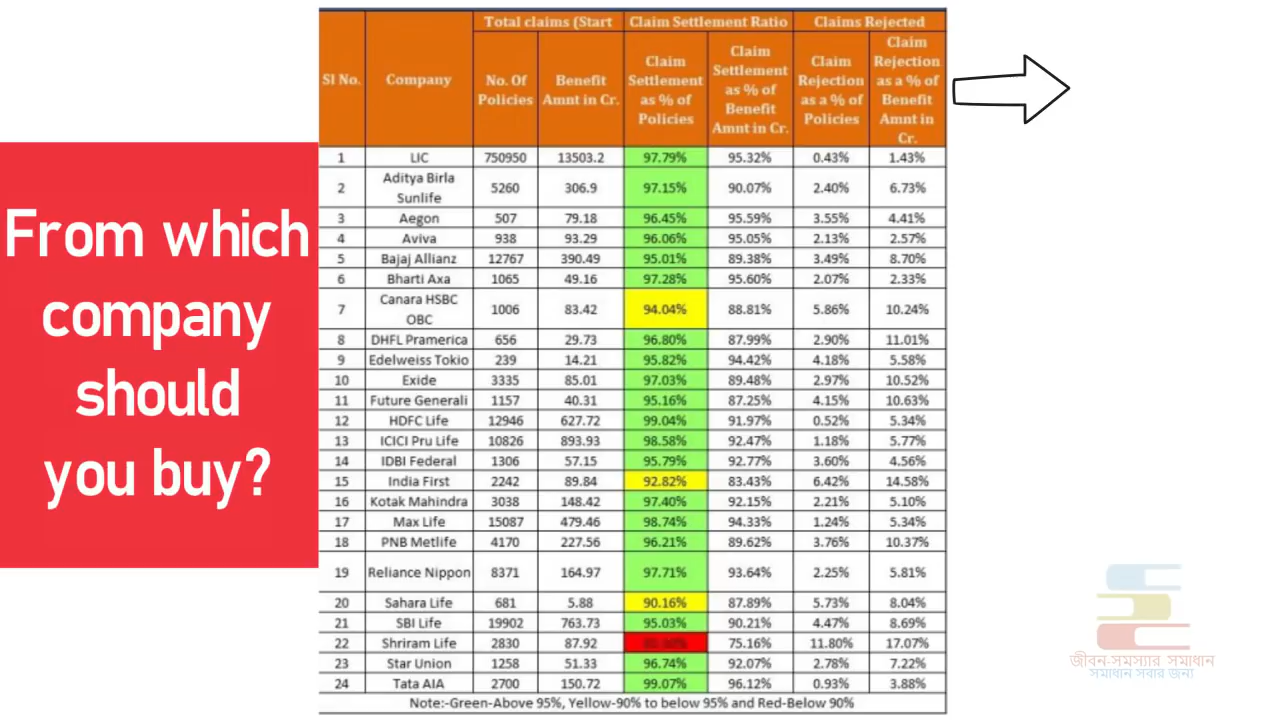 From which
company
should
you buy?
Total claims (Start Claim Settlement Ratio Claims Rejected
Sl No. Company No. Of Policies Benefit Amnt in Cr. Claim Settlement as % of Policies Claim Settlement as % of Benefit Amnt in Cr. Claim Rejection as a % of Policies Claim Rejection as a % of Benefit Amnt in Cr.
1 LIC 750950 13503.2 97.79% 95.32% 0.43% 1.43%
2 Aditya Birla Sunlife 5260 306.9 97.15% 90.07% 2.40% 6.73%
3 Aegon 507 79.18 96.45% 95.59% 3.55% 4.41%
4 Aviva 938 93.29 96.06% 95.05% 2.13% 2.57%
5 Bajaj Allianz 12767 390.49 95.01% 89.38% 3.49% 8.70%
6 Bharti Axa 1065 49.16 97.28% 95.60% 2.07% 2.33%
7 Canara HSBC OBC 1006 83.42 94.04% 88.81% 5.86% 10.24%
8 DHFL Pramerica 656 29.73 96.80% 87.99% 2.90% 11.01%
9 Edelweiss Tokio 239 14.21 95.82% 94.42% 4.18% 5.58%
10 Exide 3335 85.01 97.03% 89.48% 2.97% 10.52%
11 Future Generali 1157 40.31 95.16% 87.25% 4.15% 10.63%
12 HDFC Life 12946 627.72 99.04% 91.97% 0.52% 5.34%
13 ICICI Pru Life 10826 893.93 98.58% 92.47% 1.18% 5.77%
14 IDBI Federal 1306 57.15 95.79% 92.77% 3.60% 4.56%
15 India First 2242 89.84 92.82% 83.43% 6.42% 14.58%
16 Kotak Mahindra 3038 148.42 97.40% 92.15% 2.21% 5.10%
17 Max Life 15087 479.46 98.74% 94.33% 1.24% 5.34%
18 PNB Metlife 4170 227.56 96.21% 89.62% 3.76% 10.37%
19 Reliance Nippon 8371 164.97 97.71% 93.64% 2.25% 5.81%
20 Sahara Life 681 5.88 90.16% 87.89% 5.73% 8.04%
21 SBI Life 19902 763.73 95.03% 90.21% 4.47% 8.69%
22 Shriram Life 2830 87.92 75.16% 11.80% 17.07%
23 Star Union 1258 51.33 96.74% 92.07% 2.78% 7.22%
24 Tata AIA 2700 150.72 99.07% 96.12% 0.93% 3.88%
Note:-Green-Above 95%, Yellow-90% to below 95% and Red-Below 90%
জীবন-সমস্যার সমাধান
সমাধান সবার জন্য